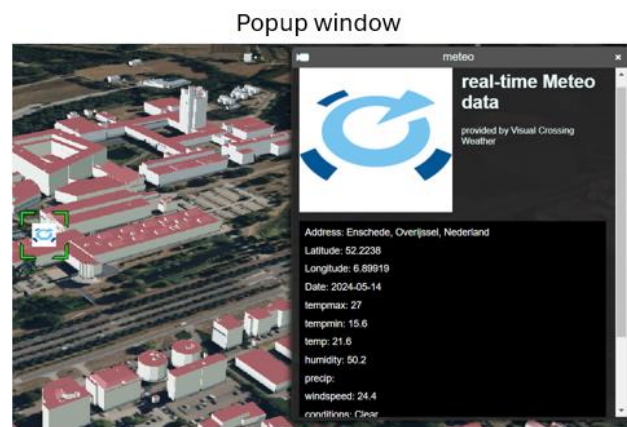 Popup window
meteo
real-time Meteo
data
provided by Visual Crossing
Weather
Address: Enschede, Overijssel, Nederland
Latitude: 52.2238
Longitude: 6.89919
Date: 2024-05-14
tempmax: 27
tempmin: 15.6
temp: 21.6
humidity: 50.2
precip:
windspeed: 24.4
conditions: Clear